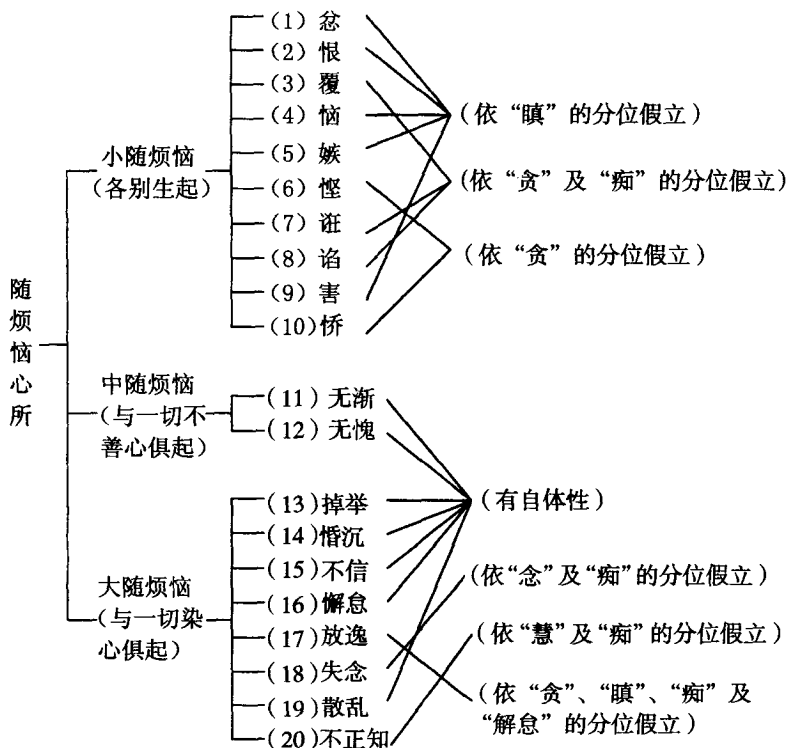 随烦恼心所
小随烦恼
(各别生起)
(1) 忿
(2) 恨
(3) 覆
(4) 恼
(5) 嫉
(6) 悭
(7) 诳
(8) 谄
(9) 害
(10)㤭
(依“瞋”的分位假立)
(依“贪”及“痴”的分位假立)
(依“贪”的分位假立)
中随烦恼
(与一切不
善心俱起)
(11) 无渐
(12) 无愧
大随烦恼
(与一切染
心俱起)
(13)掉举
(14)惛沉
(15)不信
(16)懈怠
(17)放逸
(18)失念
(19)散乱
(20)不正知
(有自体性)
(依“念”及“痴”的分位假立)
(依“慧”及“痴”的分位假立)
(依“贪”、“瞋”、“痴”及
“解怠”的分位假立)